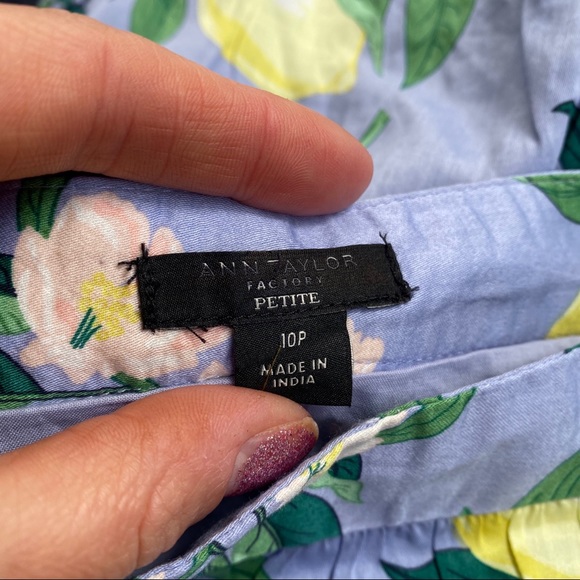 ANN TAYLOR
FACTORY
PETITE
10P
MADE IN
INDIA